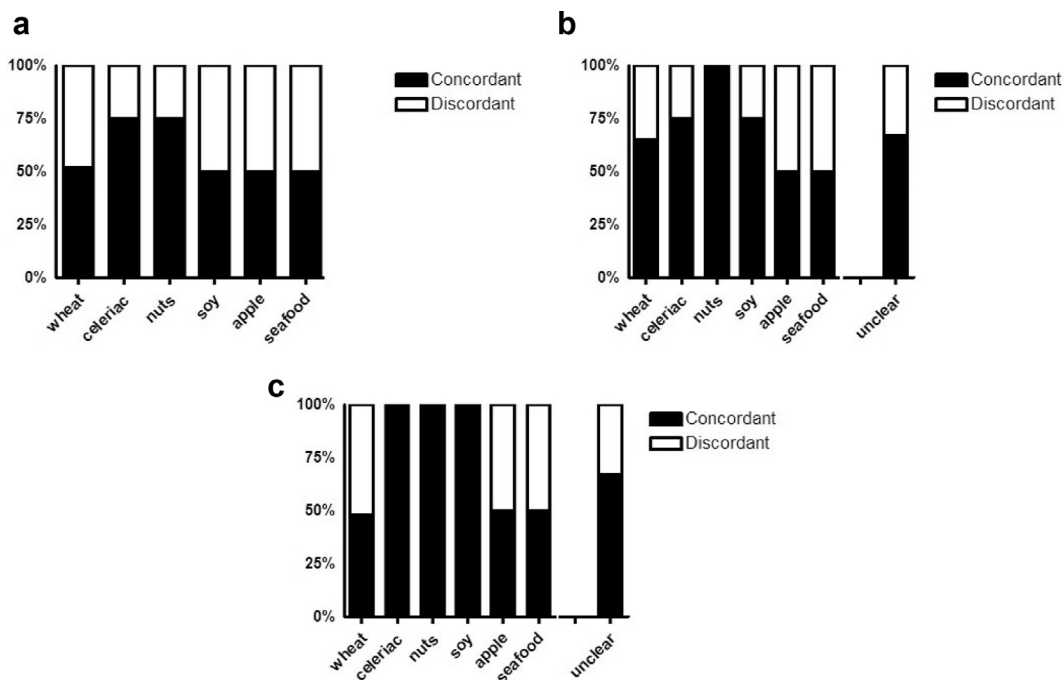 a
100%
75%
50%
25%
0%
wheat
celeriac
nuts
soy
apple
seafood
Concordant
Discordant
b
100%
75%
50%
25%
0%
wheat
celeriac
nuts
soy
apple
seafood
unclear
Concordant
Discordant
c
100%
75%
50%
25%
0%
wheat
celeriac
nuts
soy
apple
seafood
unclear
Concordant
Discordant